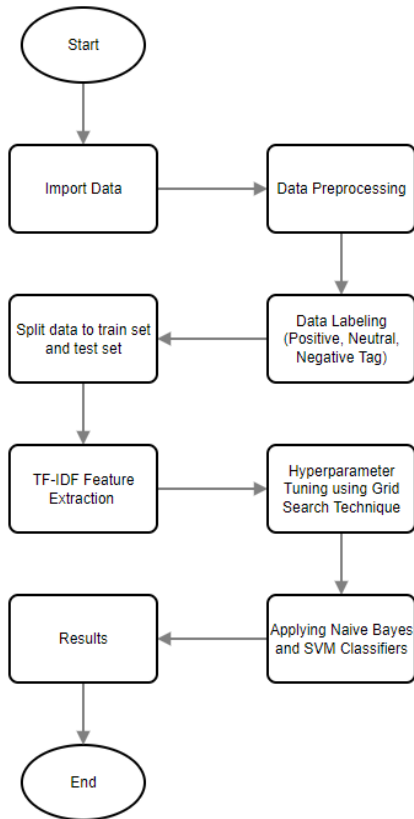 Start
Import Data
Data Preprocessing
Data Labeling
(Positive, Neutral,
Negative Tag)
Split data to train set
and test set
TF-IDF Feature
Extraction
Hyperparameter
Tuning using Grid
Search Technique
Applying Naive Bayes
and SVM Classifiers
Results
End